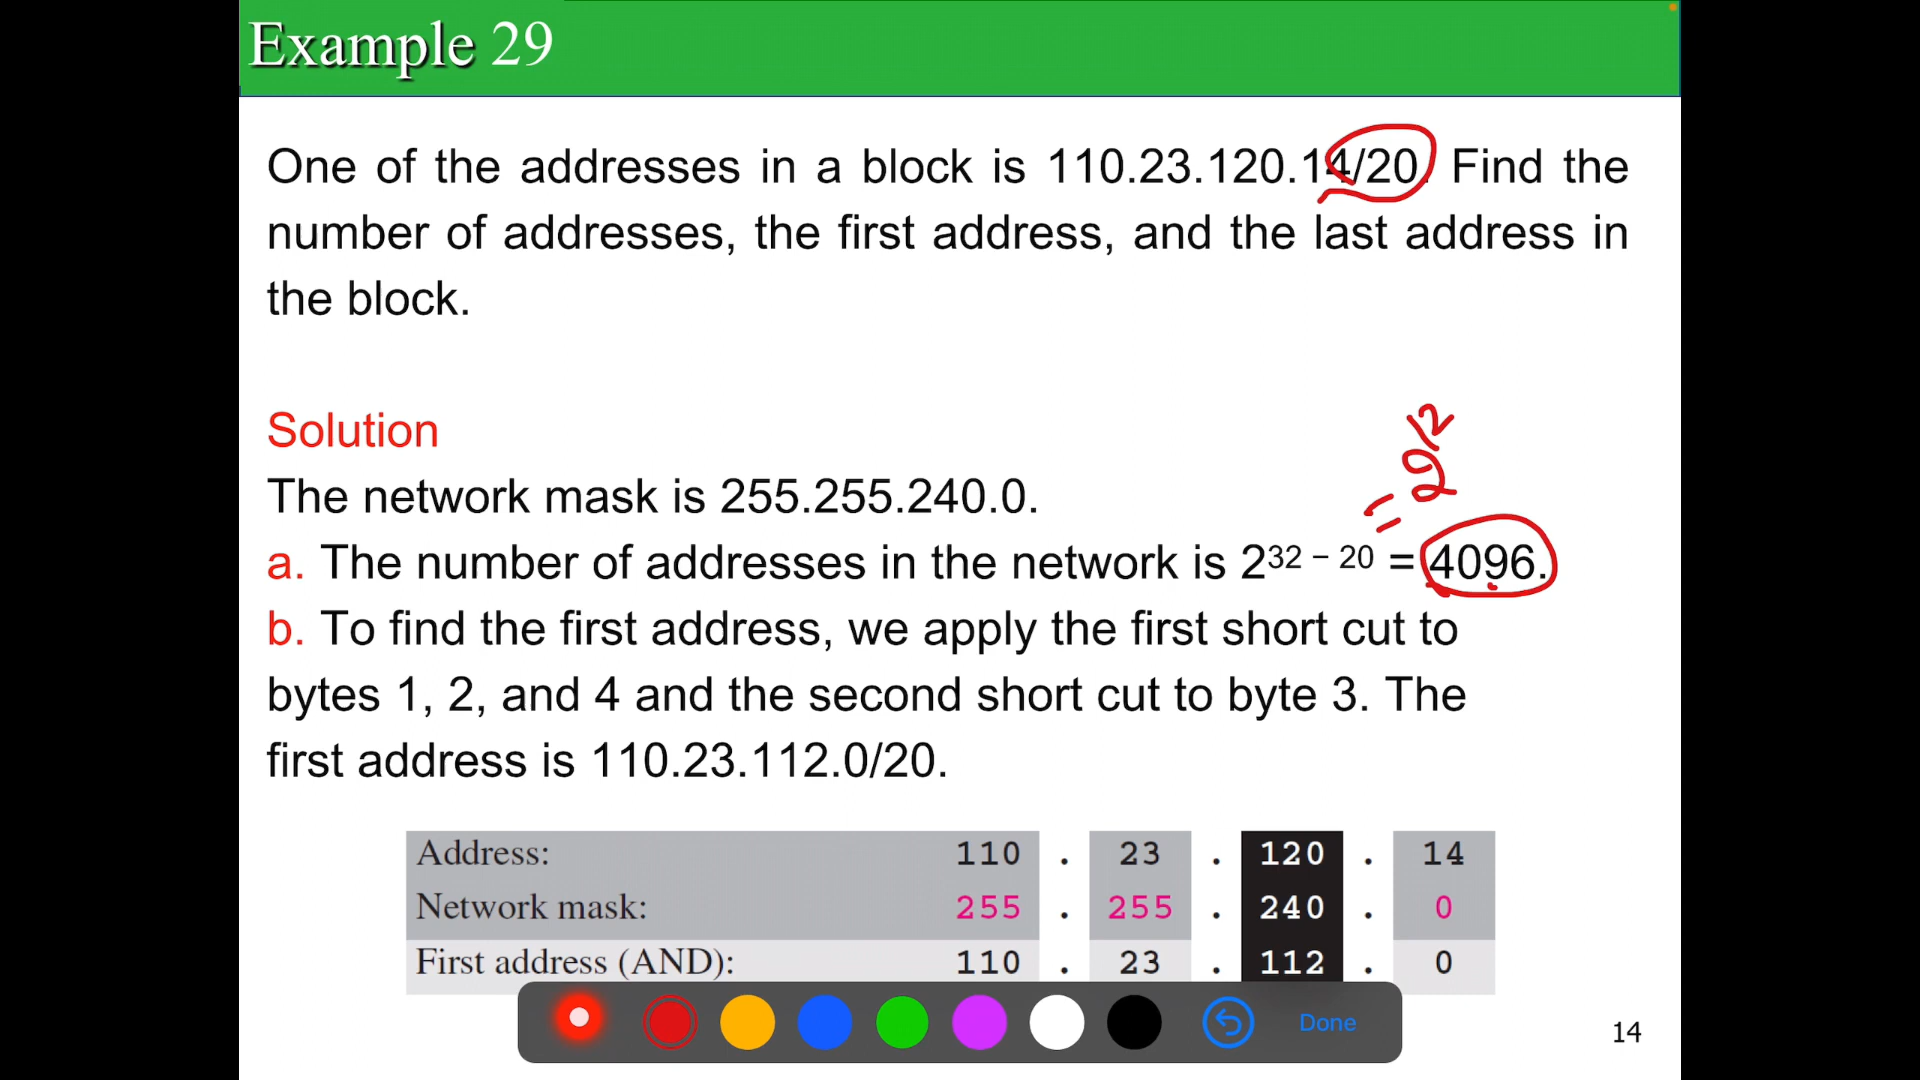 Example 29
One of the addresses in a block is 110.23.120.14/20. Find the
number of addresses, the first address, and the last address in
the block.
Solution
The network mask is 255.255.240.0.
= 2¹²
a. The number of addresses in the network is 2³² ⁻ ²⁰ = 4096.
b. To find the first address, we apply the first short cut to
bytes 1, 2, and 4 and the second short cut to byte 3. The
first address is 110.23.112.0/20.
Address: 110 . 23 . 120 . 14
Network mask: 255 . 255 . 240 . 0
First address (AND): 110 . 23 . 112 . 0
Done
14